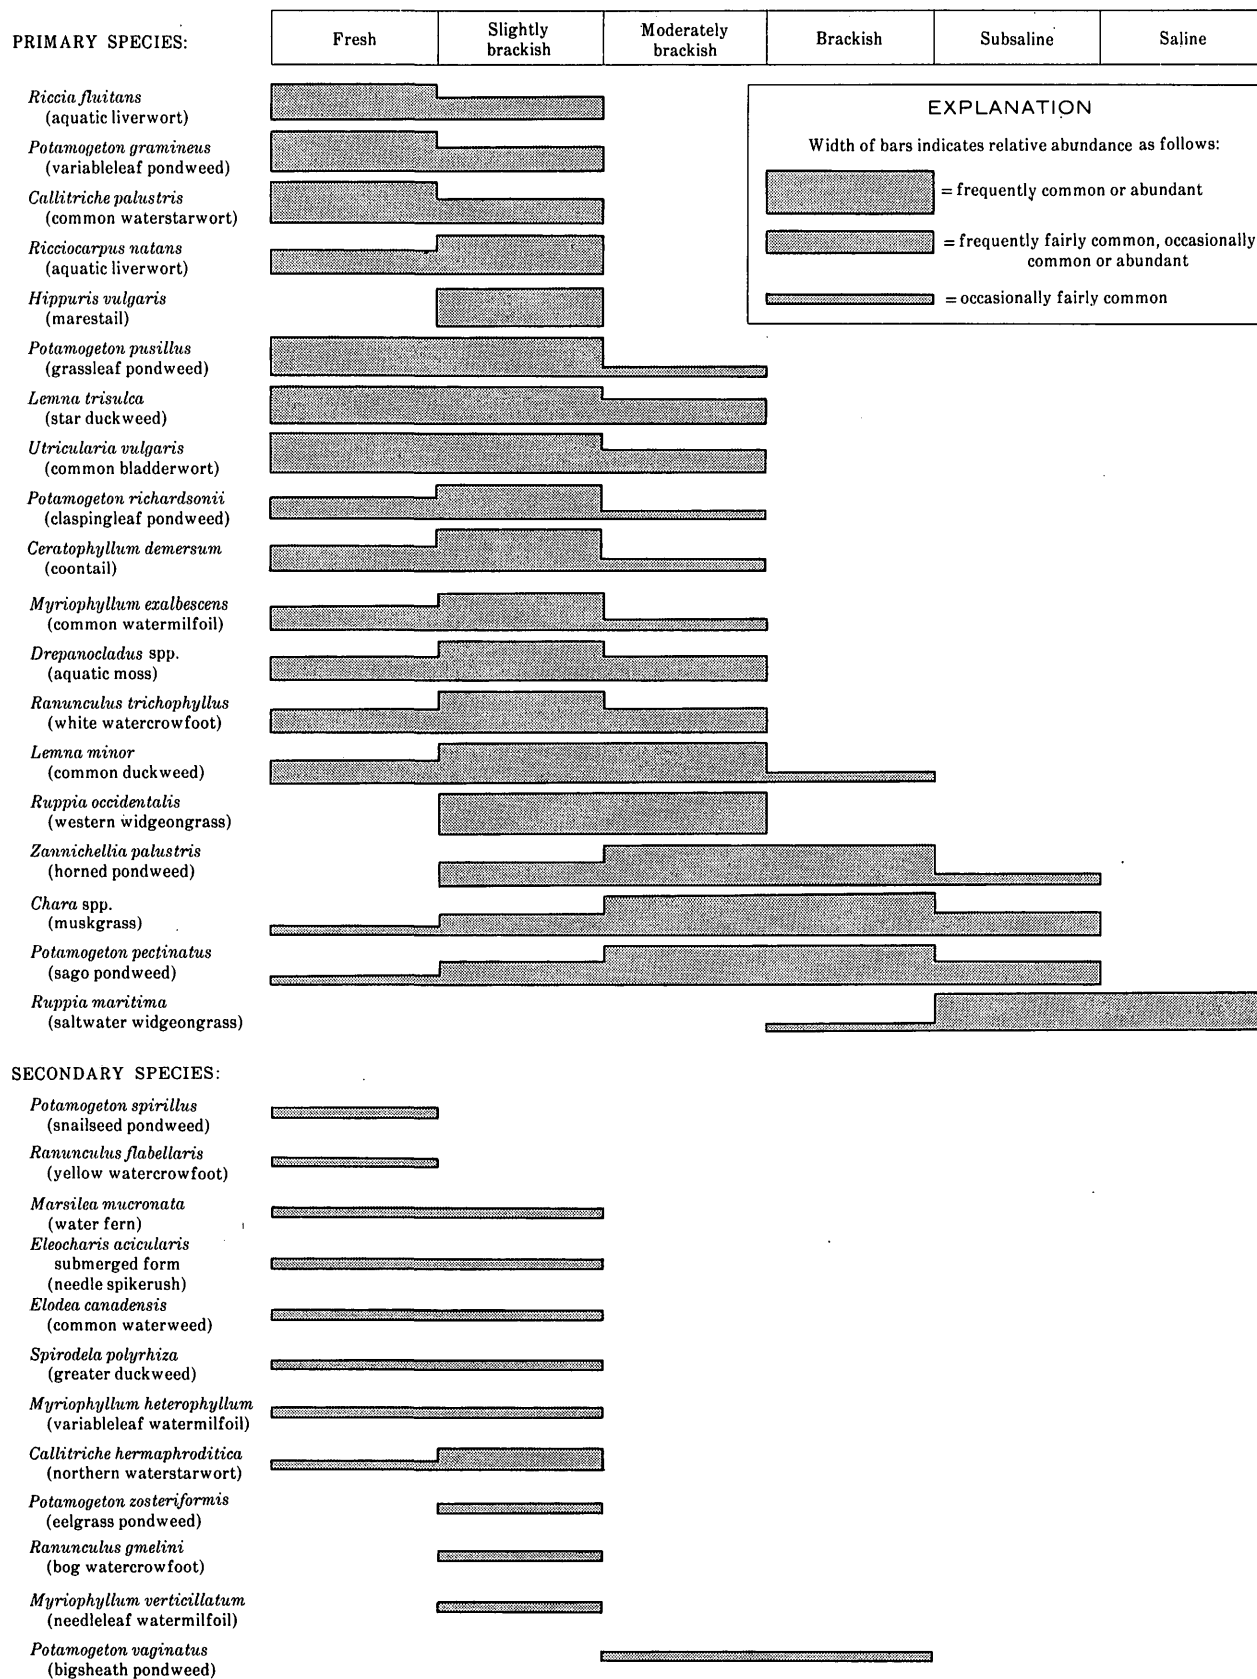 PRIMARY SPECIES:
Fresh
Slightly
brackish
Moderately
brackish
Brackish
Subsaline
Saline
Riccia fluitans
(aquatic liverwort)
Potamogeton gramineus
(variableleaf pondweed)
Callitriche palustris
(common waterstarwort)
Ricciocarpus natans
(aquatic liverwort)
Hippuris vulgaris
(marestail)
Potamogeton pusillus
(grassleaf pondweed)
Lemna trisulca
(star duckweed)
Utricularia vulgaris
(common bladderwort)
Potamogeton richardsonii
(claspingleaf pondweed)
Ceratophyllum demersum
(coontail)
Myriophyllum exalbescens
(common watermilfoil)
Drepanocladus spp.
(aquatic moss)
Ranunculus trichophyllus
(white watercrowfoot)
Lemna minor
(common duckweed)
Ruppia occidentalis
(western widgeongrass)
Zannichellia palustris
(horned pondweed)
Chara spp.
(muskgrass)
Potamogeton pectinatus
(sago pondweed)
Ruppia maritima
(saltwater widgeongrass)
EXPLANATION
Width of bars indicates relative abundance as follows:
= frequently common or abundant
= frequently fairly common, occasionally
common or abundant
= occasionally fairly common
SECONDARY SPECIES:
Potamogeton spirillus
(snailseed pondweed)
Ranunculus flabellaris
(yellow watercrowfoot)
Marsilea mucronata
(water fern)
Eleocharis acicularis
submerged form
(needle spikerush)
Elodea canadensis
(common waterweed)
Spirodela polyrhiza
(greater duckweed)
Myriophyllum heterophyllum
(variableleaf watermilfoil)
Callitriche hermaphroditica
(northern waterstarwort)
Potamogeton zosteriformis
(eelgrass pondweed)
Ranunculus gmelini
(bog watercrowfoot)
Myriophyllum verticillatum
(needleleaf watermilfoil)
Potamogeton vaginatus
(bigsheath pondweed)